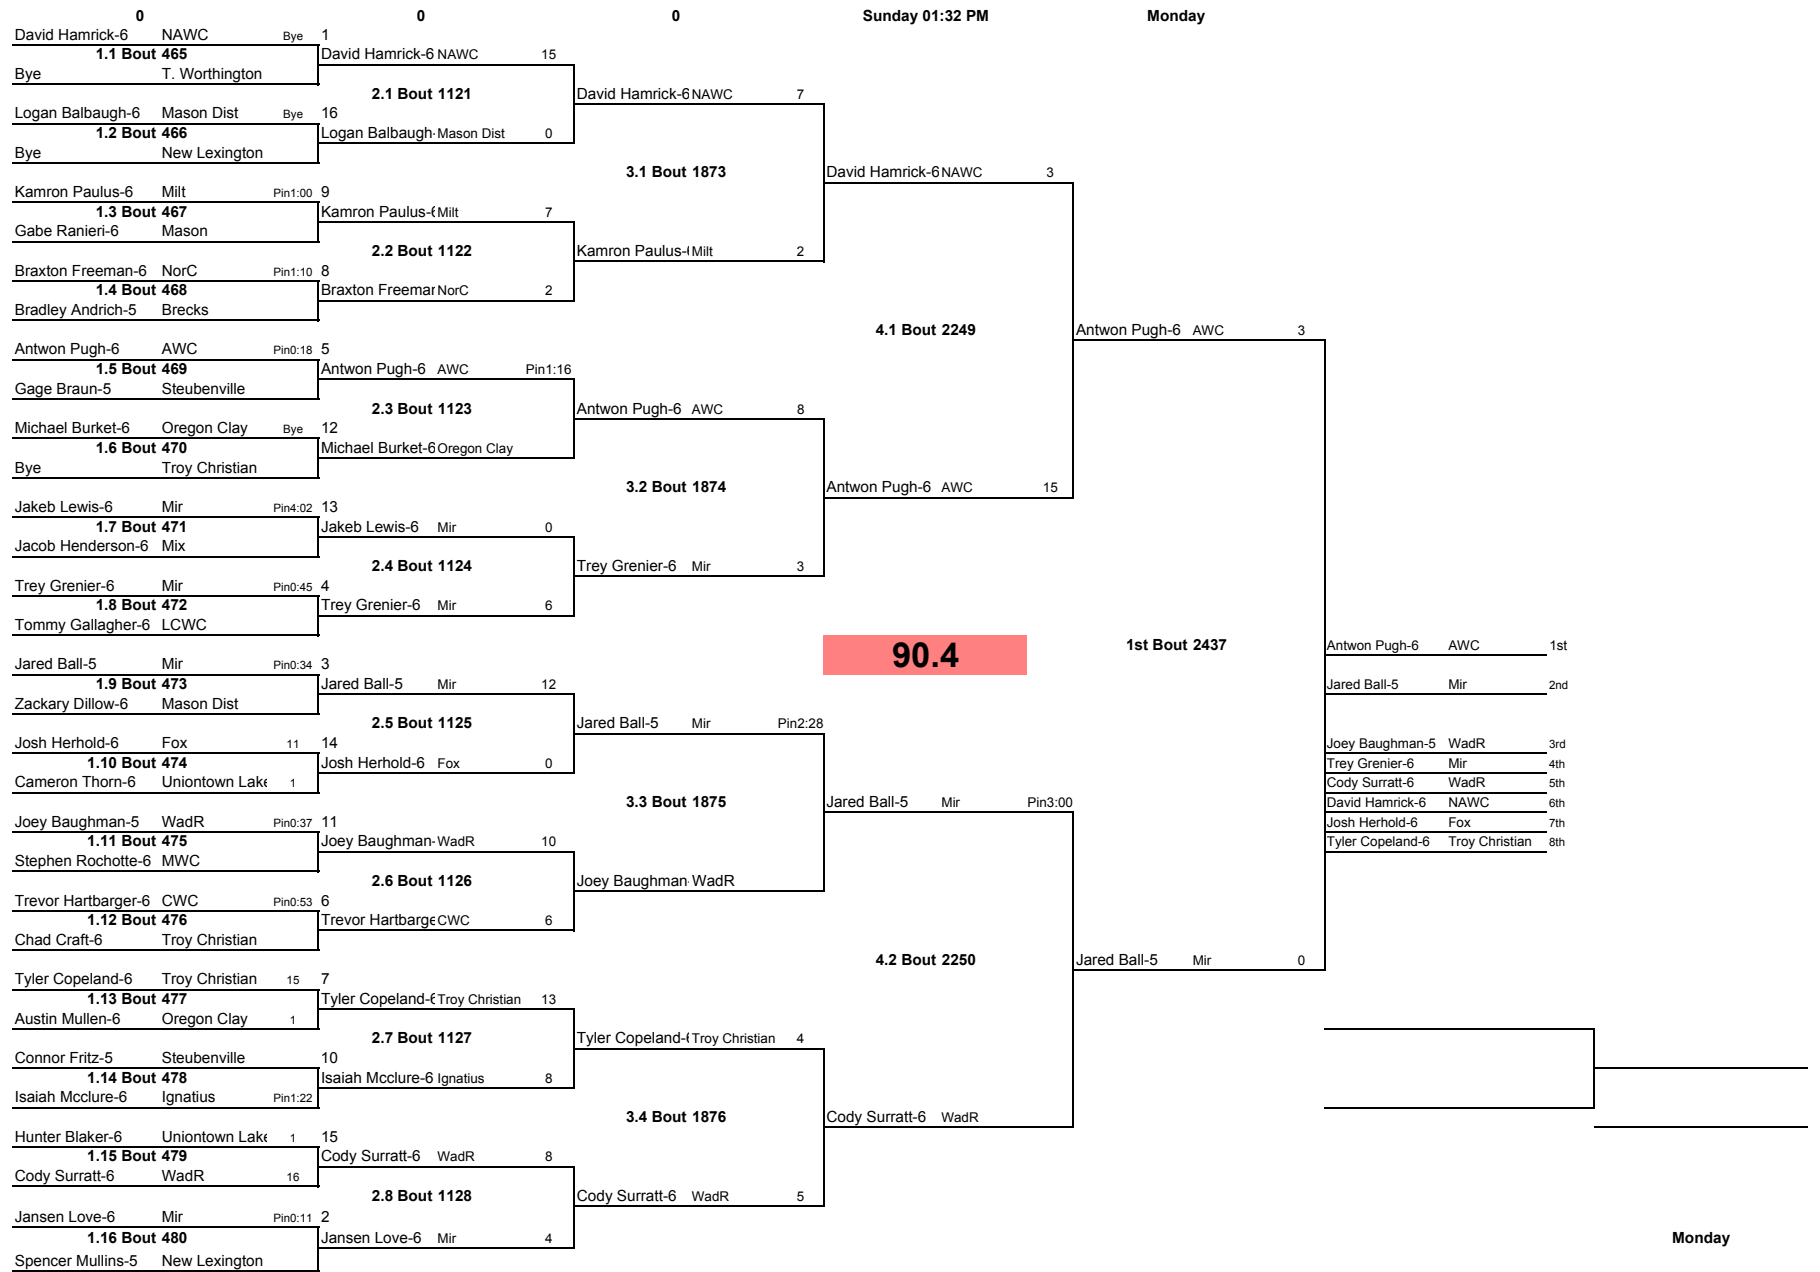 0 0 0 Sunday 01:32 PM Monday
David Hamrick-6 NAWC Bye 1
1.1 Bout 465 David Hamrick-6 NAWC 15
Bye T. Worthington
2.1 Bout 1121 David Hamrick-6 NAWC 7
Logan Balbaugh-6 Mason Dist Bye 16
1.2 Bout 466 Logan Balbaugh- Mason Dist 0
Bye New Lexington
3.1 Bout 1873 David Hamrick-6 NAWC 3
Kamron Paulus-6 Milt Pin1:00 9
1.3 Bout 467 Kamron Paulus-6 Milt 7
Gabe Ranieri-6 Mason
2.2 Bout 1122 Kamron Paulus-6 Milt 2
Braxton Freeman-6 NorC Pin1:10 8
1.4 Bout 468 Braxton Freemar NorC 2
Bradley Andrich-5 Brecks
4.1 Bout 2249 Antwon Pugh-6 AWC 3
Antwon Pugh-6 AWC Pin0:18 5
1.5 Bout 469 Antwon Pugh-6 AWC Pin1:16
Gage Braun-5 Steubenville
2.3 Bout 1123 Antwon Pugh-6 AWC 8
Michael Burket-6 Oregon Clay Bye 12
1.6 Bout 470 Michael Burket-6 Oregon Clay
Bye Troy Christian
3.2 Bout 1874 Antwon Pugh-6 AWC 15
Jakeb Lewis-6 Mir Pin4:02 13
1.7 Bout 471 Jakeb Lewis-6 Mir 0
Jacob Henderson-6 Mix
2.4 Bout 1124 Trey Grenier-6 Mir 3
Trey Grenier-6 Mir Pin0:45 4
1.8 Bout 472 Trey Grenier-6 Mir 6
Tommy Gallagher-6 LCWC
90.4 1st Bout 2437 Antwon Pugh-6 AWC 1st
Jared Ball-5 Mir Pin0:34 3
1.9 Bout 473 Jared Ball-5 Mir 12 Jared Ball-5 Mir 2nd
Zackary Dillow-6 Mason Dist
2.5 Bout 1125 Jared Ball-5 Mir Pin2:28
Josh Herhold-6 Fox 11 14 Joey Baughman-5 WadR 3rd
1.10 Bout 474 Josh Herhold-6 Fox 0 Trey Grenier-6 Mir 4th
Cameron Thorn-6 Uniontown Lake 1 Cody Surratt-6 WadR 5th
3.3 Bout 1875 Jared Ball-5 Mir Pin3:00 David Hamrick-6 NAWC 6th
Joey Baughman-5 WadR Pin0:37 11 Josh Herhold-6 Fox 7th
1.11 Bout 475 Joey Baughman- WadR 10 Tyler Copeland-6 Troy Christian 8th
Stephen Rochotte-6 MWC
2.6 Bout 1126 Joey Baughman- WadR
Trevor Hartbarger-6 CWC Pin0:53 6
1.12 Bout 476 Trevor Hartbarge CWC 6
Chad Craft-6 Troy Christian
4.2 Bout 2250 Jared Ball-5 Mir 0
Tyler Copeland-6 Troy Christian 15 7
1.13 Bout 477 Tyler Copeland-6 Troy Christian 13
Austin Mullen-6 Oregon Clay 1
2.7 Bout 1127 Tyler Copeland-6 Troy Christian 4
Connor Fritz-5 Steubenville 10
1.14 Bout 478 Isaiah Mcclure-6 Ignatius 8
Isaiah Mcclure-6 Ignatius Pin1:22
3.4 Bout 1876 Cody Surratt-6 WadR
Hunter Blaker-6 Uniontown Lake 1 15
1.15 Bout 479 Cody Surratt-6 WadR 8
Cody Surratt-6 WadR 16
2.8 Bout 1128 Cody Surratt-6 WadR 5
Jansen Love-6 Mir Pin0:11 2
1.16 Bout 480 Jansen Love-6 Mir 4 Monday
Spencer Mullins-5 New Lexington